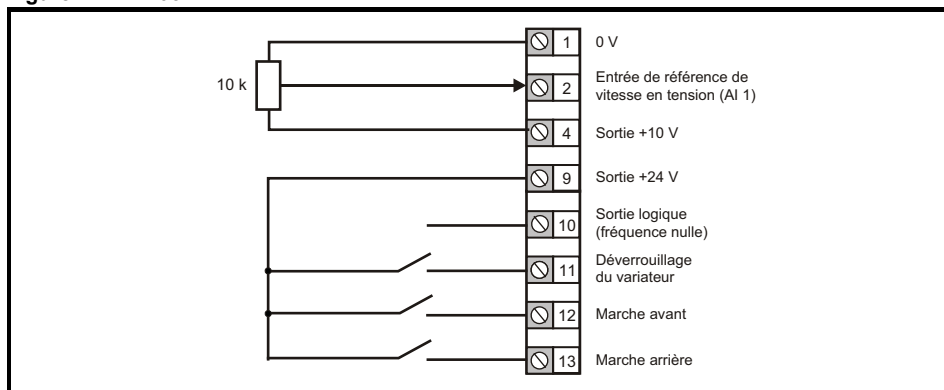 10 k
1 0 V
2 Entrée de référence de
vitesse en tension (AI 1)
4 Sortie +10 V
9 Sortie +24 V
10 Sortie logique
(fréquence nulle)
11 Déverrouillage
du variateur
12 Marche avant
13 Marche arrière